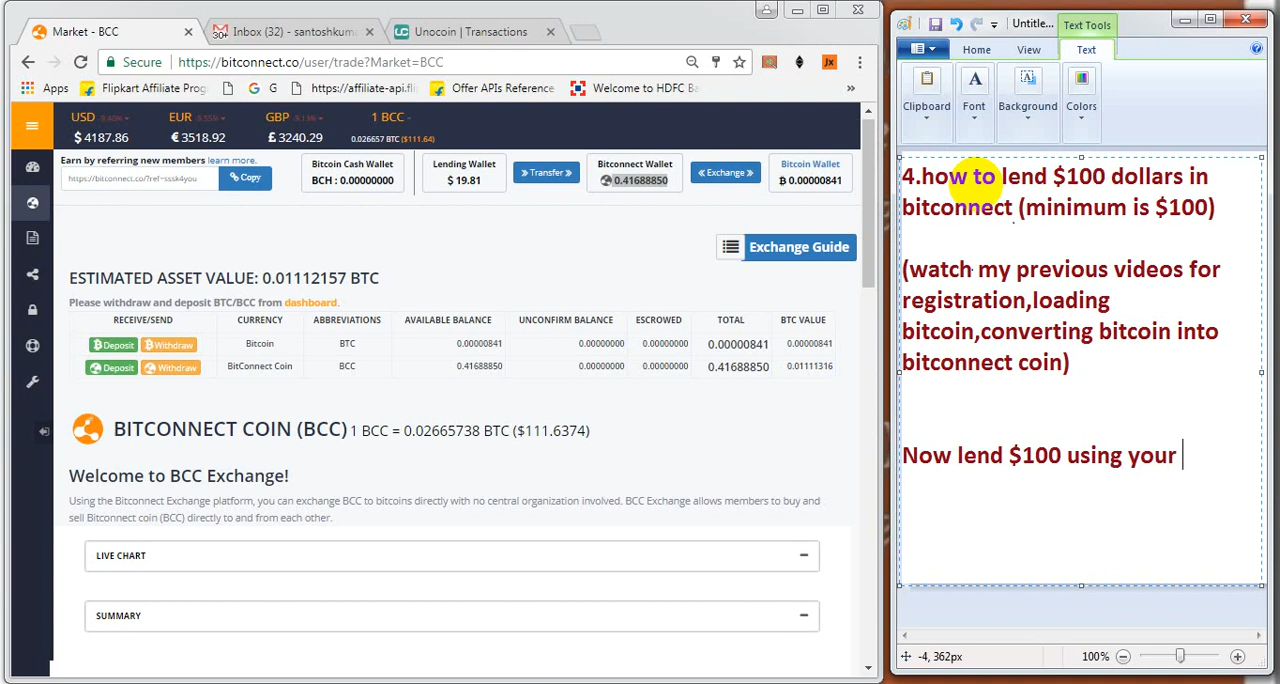 Market - BCC
Inbox (32) - santoshkum
Unocoin | Transactions
Secure
https://bitconnect.co/user/trade?Market=BCC
Apps
Flipkart Affiliate Prog
G
https://affiliate-api.fl
Offer APIs Reference
Welcome to HDFC Ba
USD
$ 4187.86
EUR
€ 3518.92
GBP
£ 3240.29
1 BCC
0.026657 BTC ($111.64)
Earn by referring new members learn more.
https://bitconnect.co/?ref=sssk4you
Copy
Bitcoin Cash Wallet
BCH : 0.0000000
Lending Wallet
$ 19.81
» Transfer »
Bitconnect Wallet
0.41688850
« Exchange »
Bitcoin Wallet
0.00000841
Exchange Guide
ESTIMATED ASSET VALUE: 0.01112157 BTC
Please withdraw and deposit BTC/BCC from dashboard.
RECEIVE/SEND CURRENCY ABBREVIATIONS AVAILABLE BALANCE UNCONFIRM BALANCE ESCROWED TOTAL BTC VALUE
Deposit Withdraw Bitcoin BTC 0.00000841 0.00000000 0.00000000 0.00000841 0.00000841
Deposit Withdraw BitConnect Coin BCC 0.41688850 0.00000000 0.00000000 0.41688850 0.01111316
BITCONNECT COIN (BCC) 1 BCC = 0.02665738 BTC ($111.6374)
Welcome to BCC Exchange!
Using the Bitconnect Exchange platform, you can exchange BCC to bitcoins directly with no central organization involved. BCC Exchange allows members to buy and
sell Bitconnect coin (BCC) directly to and from each other.
LIVE CHART
SUMMARY
Untitle...
Text Tools
Home
View
Text
Clipboard
Font
Background
Colors
4.how to lend $100 dollars in
bitconnect (minimum is $100)
(watch my previous videos for
registration,loading
bitcoin,converting bitcoin into
bitconnect coin)
Now lend $100 using your
-4, 362px
100%